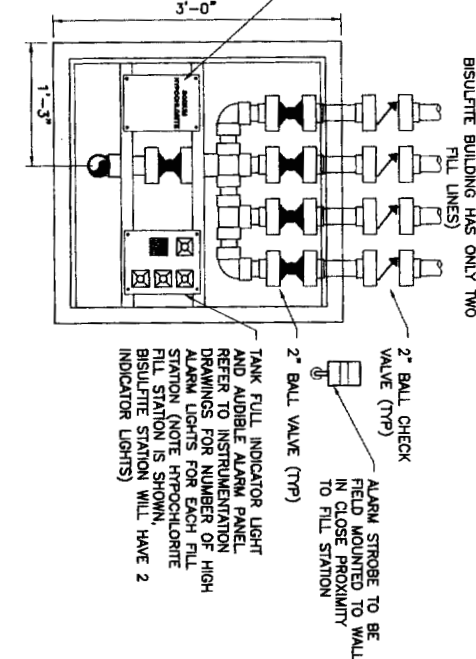 BISULFITE BUILDING HAS ONLY TWO
FILL LINES)
3'-0"
1'-3"
SODIUM
HYPOCHLORITE
2" BALL CHECK
VALVE (TYP)
ALARM STROBE TO BE
FIELD MOUNTED TO WALL
IN CLOSE PROXIMITY
TO FILL STATION
2" BALL VALVE (TYP)
TANK FULL INDICATOR LIGHT
AND AUDIBLE ALARM PANEL.
REFER TO INSTRUMENTATION
DRAWINGS FOR NUMBER OF HIGH
ALARM LIGHTS FOR EACH FILL
STATION (NOTE HYPOCHLORITE
FILL STATION IS SHOWN,
BISULFITE STATION WILL HAVE 2
INDICATOR LIGHTS)